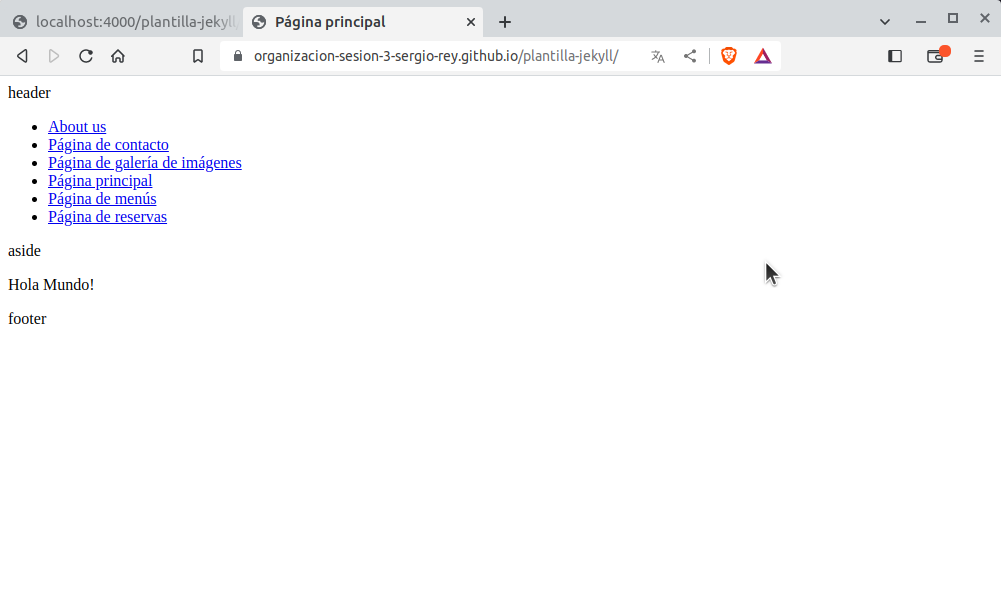 localhost:4000/plantilla-jekyll/
Página principal
organizacion-sesion-3-sergio-rey.github.io/plantilla-jekyll/
header
About us
Página de contacto
Página de galería de imágenes
Página principal
Página de menús
Página de reservas
aside
Hola Mundo!
footer